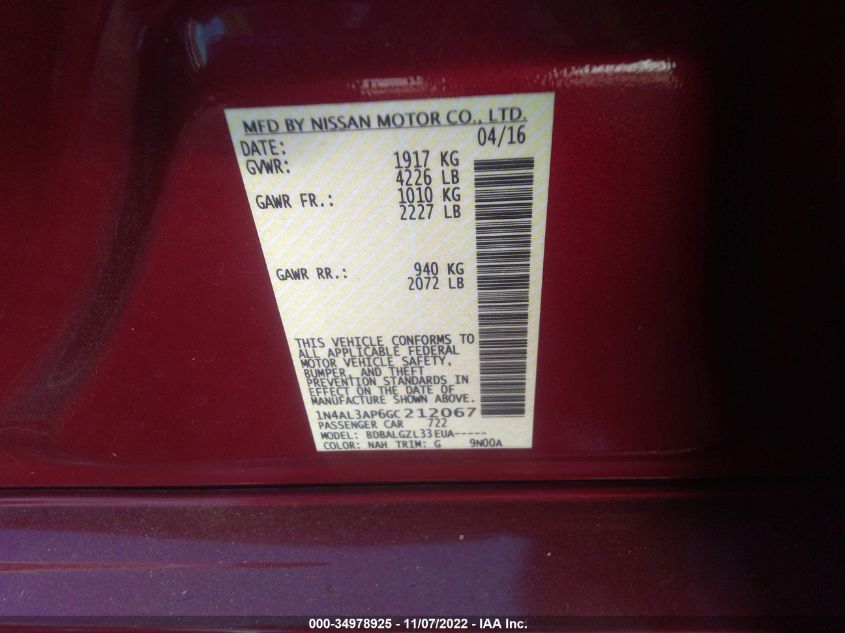 MFD BY NISSAN MOTOR CO., LTD.
DATE: 04/16
GVWR: 1917 KG
4226 LB
GAWR FR.: 1010 KG
2227 LB
GAWR RR.: 940 KG
2072 LB
THIS VEHICLE CONFORMS TO
ALL APPLICABLE FEDERAL
MOTOR VEHICLE SAFETY,
BUMPER, AND THEFT
PREVENTION STANDARDS IN
EFFECT ON THE DATE OF
MANUFACTURE SHOWN ABOVE.
1N4AL3AP6GC212067
PASSENGER CAR 722
MODEL: BDBALGZL33EUA-----
COLOR: NAH TRIM: G 9N00A
000-34978925 - 11/07/2022 - IAA Inc.